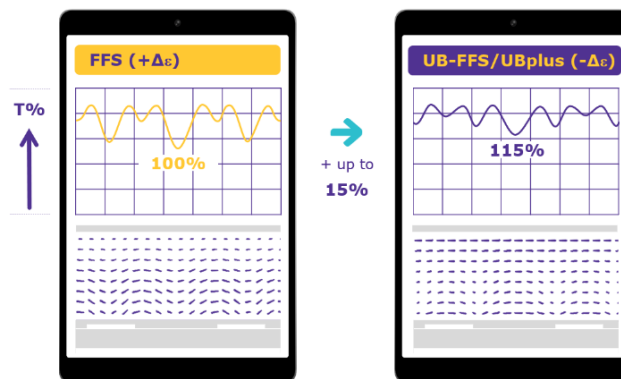 FFS (+Δε)
UB-FFS/UBplus (-Δε)
T%
100%
+ up to
15%
115%